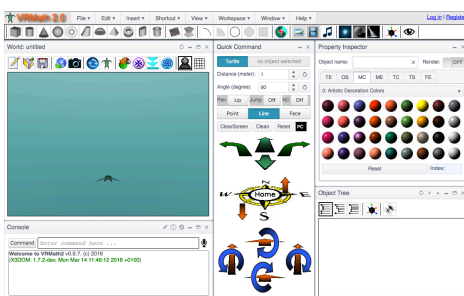 VRMath 2.0 File Edit Insert Shortcut View Workspace Window Help Log in | Registe
World: untitled
Quick Command
Turtle no object selected
Distance (meter): 1
Angle (degree): 50
Pen Up Jump Off NC Off
Point Line Face
ClearScreen Clean Reset PC
N
W Home E
S
Property Inspector
Object name: Render: OFF
TE OS MC ME TC TS FE
0: Artistic Decoration Colors
Reset Index:
Object Tree
Console
Command Enter command here ...
Welcome to VRMath2 v0.9.7. (c) 2016
(X3DOM: 1.7.2-dev, Mon Mar 14 11:46:12 2016 +0100)